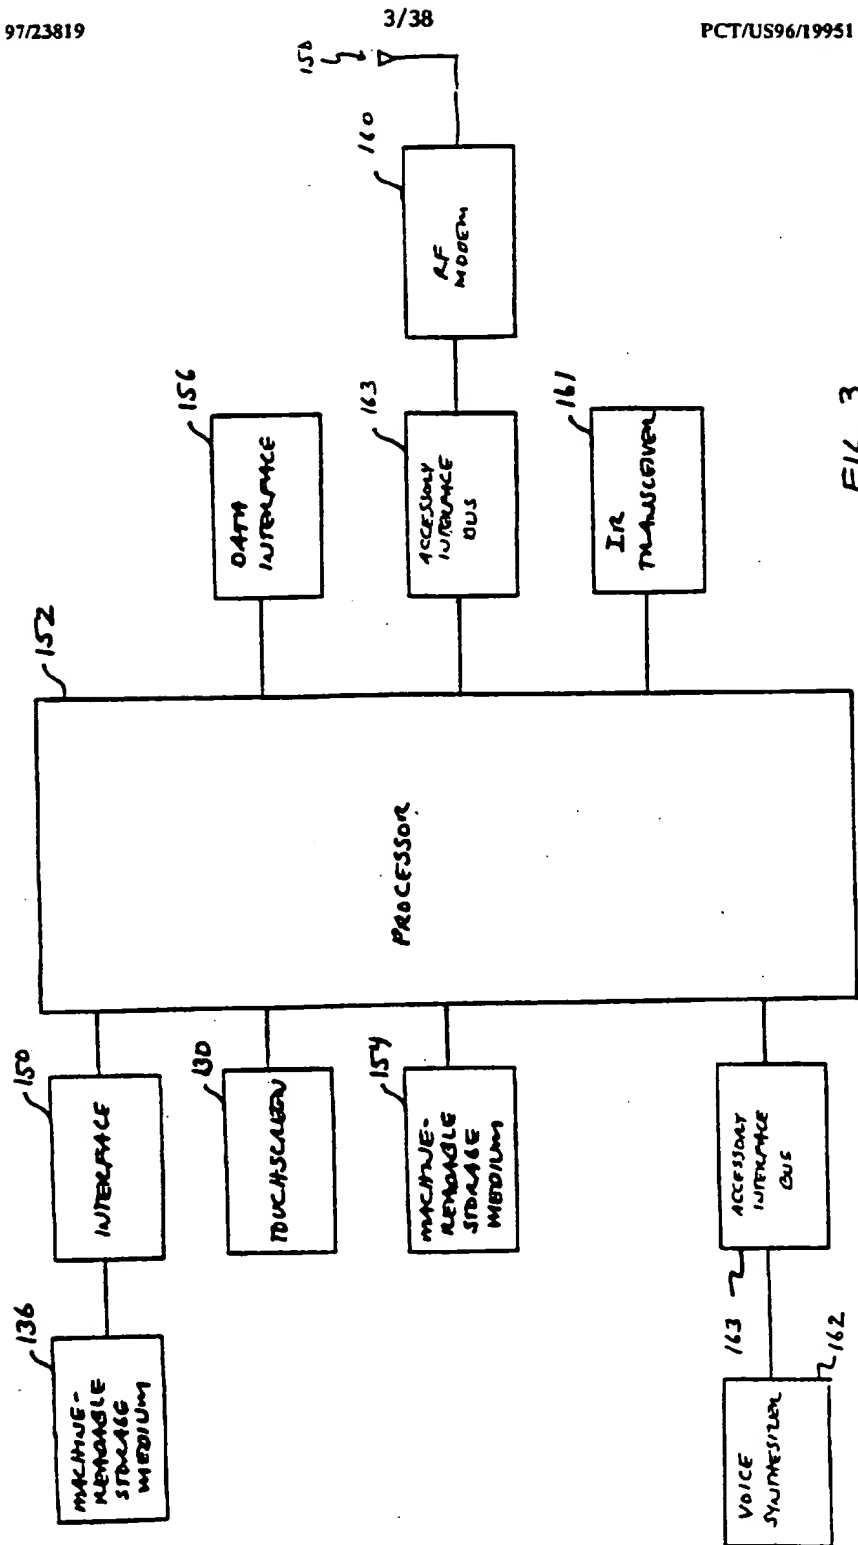 97/23819
3/38
PCT/US96/19951
158
160
RF
MODEM
156
DATA
INTERFACE
163
ACCESSORY
INTERFACE
BUS
161
IR
TRANSCEIVER
FIG. 3
152
PROCESSOR
150
INTERFACE
130
TOUCHSCREEN
154
MACHINE-
READABLE
STORAGE
MEDIUM
ACCESSORY
INTERFACE
BUS
163
136
MACHINE-
READABLE
STORAGE
MEDIUM
162
VOICE
SYNTHESIZER